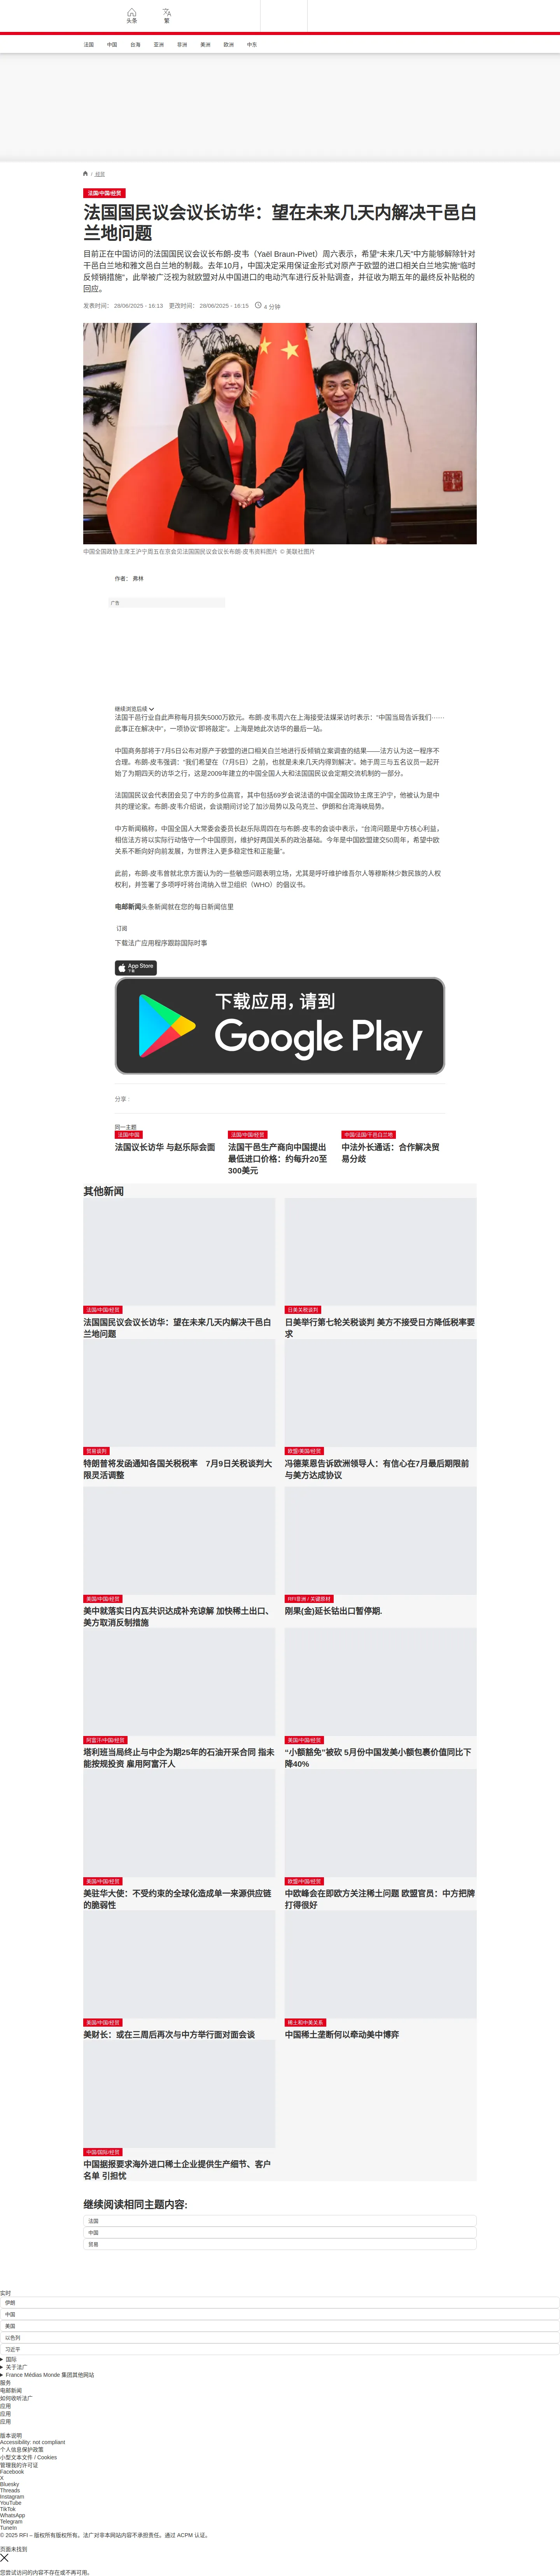 头条
繁
法国
中国
台海
亚洲
非洲
美洲
欧洲
中东
/ 经贸
法国/中国/经贸
法国国民议会议长访华：望在未来几天内解决干邑白
兰地问题
目前正在中国访问的法国国民议会议长布朗-皮韦（Yaël Braun-Pivet）周六表示，希望“未来几天”中方能够解除针对
干邑白兰地和雅文邑白兰地的制裁。去年10月，中国决定采用保证金形式对原产于欧盟的进口相关白兰地实施“临时
反倾销措施”，此举被广泛视为就欧盟对从中国进口的电动汽车进行反补贴调查，并征收为期五年的最终反补贴税的
回应。
发表时间： 28/06/2025 - 16:13 更改时间： 28/06/2025 - 16:15 4 分钟
中国全国政协主席王沪宁周五在京会见法国国民议会议长布朗-皮韦资料图片 © 美联社图片
作者： 弗林
广告
继续浏览后续
法国干邑行业自此声称每月损失5000万欧元。布朗-皮韦周六在上海接受法媒采访时表示：“中国当局告诉我们⋯⋯
此事正在解决中”，一项协议“即将敲定”。上海是她此次访华的最后一站。
中国商务部将于7月5日公布对原产于欧盟的进口相关白兰地进行反倾销立案调查的结果——法方认为这一程序不
合理。布朗-皮韦强调：“我们希望在（7月5日）之前，也就是未来几天内得到解决”。她于周三与五名议员一起开
始了为期四天的访华之行，这是2009年建立的中国全国人大和法国国民议会定期交流机制的一部分。
法国国民议会代表团会见了中方的多位高官，其中包括69岁会说法语的中国全国政协主席王沪宁，他被认为是中
共的理论家。布朗-皮韦介绍说，会谈期间讨论了加沙局势以及乌克兰、伊朗和台湾海峡局势。
中方新闻稿称，中国全国人大常委会委员长赵乐际周四在与布朗-皮韦的会谈中表示，“台湾问题是中方核心利益，
相信法方将以实际行动恪守一个中国原则，维护好两国关系的政治基础。今年是中国欧盟建交50周年，希望中欧
关系不断向好向前发展，为世界注入更多稳定性和正能量”。
此前，布朗-皮韦曾就北京方面认为的一些敏感问题表明立场，尤其是呼吁维护维吾尔人等穆斯林少数民族的人权
权利，并签署了多项呼吁将台湾纳入世卫组织（WHO）的倡议书。
电邮新闻头条新闻就在您的每日新闻信里
订阅
下载法广应用程序跟踪国际时事
App Store
下载
下载应用，请到
Google Play
分享 :
同一主题
法国/中国
法国议长访华 与赵乐际会面
法国/中国/经贸
法国干邑生产商向中国提出
最低进口价格：约每升20至
300美元
中国/法国/干邑白兰地
中法外长通话：合作解决贸
易分歧
其他新闻
法国/中国/经贸
法国国民议会议长访华：望在未来几天内解决干邑白
兰地问题
日美关税谈判
日美举行第七轮关税谈判 美方不接受日方降低税率要
求
贸易谈判
特朗普将发函通知各国关税税率　7月9日关税谈判大
限灵活调整
欧盟/美国/经贸
冯德莱恩告诉欧洲领导人：有信心在7月最后期限前
与美方达成协议
美国/中国/经贸
美中就落实日内瓦共识达成补充谅解 加快稀土出口、
美方取消反制措施
RFI非洲 / 关键原材
刚果(金)延长钴出口暂停期.
阿富汗/中国/经贸
塔利班当局终止与中企为期25年的石油开采合同 指未
能按规投资 雇用阿富汗人
美国/中国/经贸
“小额豁免”被砍 5月份中国发美小额包裹价值同比下
降40%
美国/中国/经贸
美驻华大使：不受约束的全球化造成单一来源供应链
的脆弱性
欧盟/中国/经贸
中欧峰会在即欧方关注稀土问题 欧盟官员：中方把牌
打得很好
美国/中国/经贸
美财长：或在三周后再次与中方举行面对面会谈
稀土和中美关系
中国稀土垄断何以牵动美中博弈
中国/国际/经贸
中国据报要求海外进口稀土企业提供生产细节、客户
名单 引担忧
继续阅读相同主题内容:
法国
中国
贸易
实时
伊朗
中国
美国
以色列
习近平
国际
关于法广
France Médias Monde 集团其他网站
服务
电邮新闻
如何收听法广
应用
应用
应用
版本说明
Accessibility: not compliant
个人信息保护政策
小型文本文件 / Cookies
管理我的许可证
Facebook
X
Bluesky
Threads
Instagram
YouTube
TikTok
WhatsApp
Telegram
TuneIn
© 2025 RFI – 版权所有版权所有。法广对非本网站内容不承担责任。通过 ACPM 认证。
页面未找到
您尝试访问的内容不存在或不再可用。